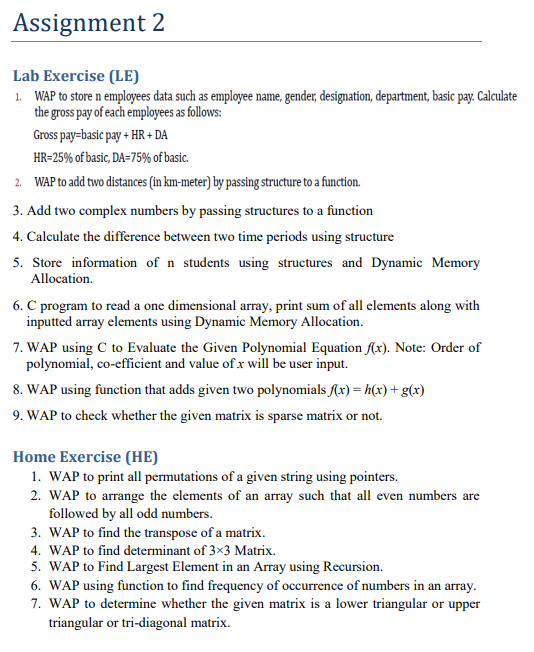 Assignment 2
Lab Exercise (LE)
1. WAP to store n employees data such as employee name, gender, designation, department, basic pay. Calculate
the gross pay of each employees as follows:
Gross pay=basic pay + HR + DA
HR=25% of basic, DA=75% of basic.
2. WAP to add two distances (in km-meter) by passing structure to a function.
3. Add two complex numbers by passing structures to a function
4. Calculate the difference between two time periods using structure
5. Store information of n students using structures and Dynamic Memory
Allocation.
6. C program to read a one dimensional array, print sum of all elements along with
inputted array elements using Dynamic Memory Allocation.
7. WAP using C to Evaluate the Given Polynomial Equation f(x). Note: Order of
polynomial, co-efficient and value of x will be user input.
8. WAP using function that adds given two polynomials f(x) = h(x) + g(x)
9. WAP to check whether the given matrix is sparse matrix or not.
Home Exercise (HE)
1. WAP to print all permutations of a given string using pointers.
2. WAP to arrange the elements of an array such that all even numbers are
followed by all odd numbers.
3. WAP to find the transpose of a matrix.
4. WAP to find determinant of 3×3 Matrix.
5. WAP to Find Largest Element in an Array using Recursion.
6. WAP using function to find frequency of occurrence of numbers in an array.
7. WAP to determine whether the given matrix is a lower triangular or upper
triangular or tri-diagonal matrix.